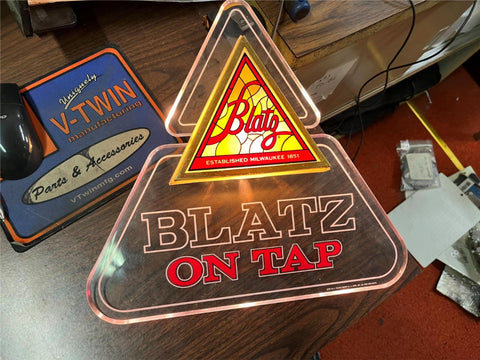 Uniquely
V-TWIN
manufacturing
Parts & Accessories
VTwinmfg.com
Blatz
ESTABLISHED MILWAUKEE 1851
BLATZ
ON TAP